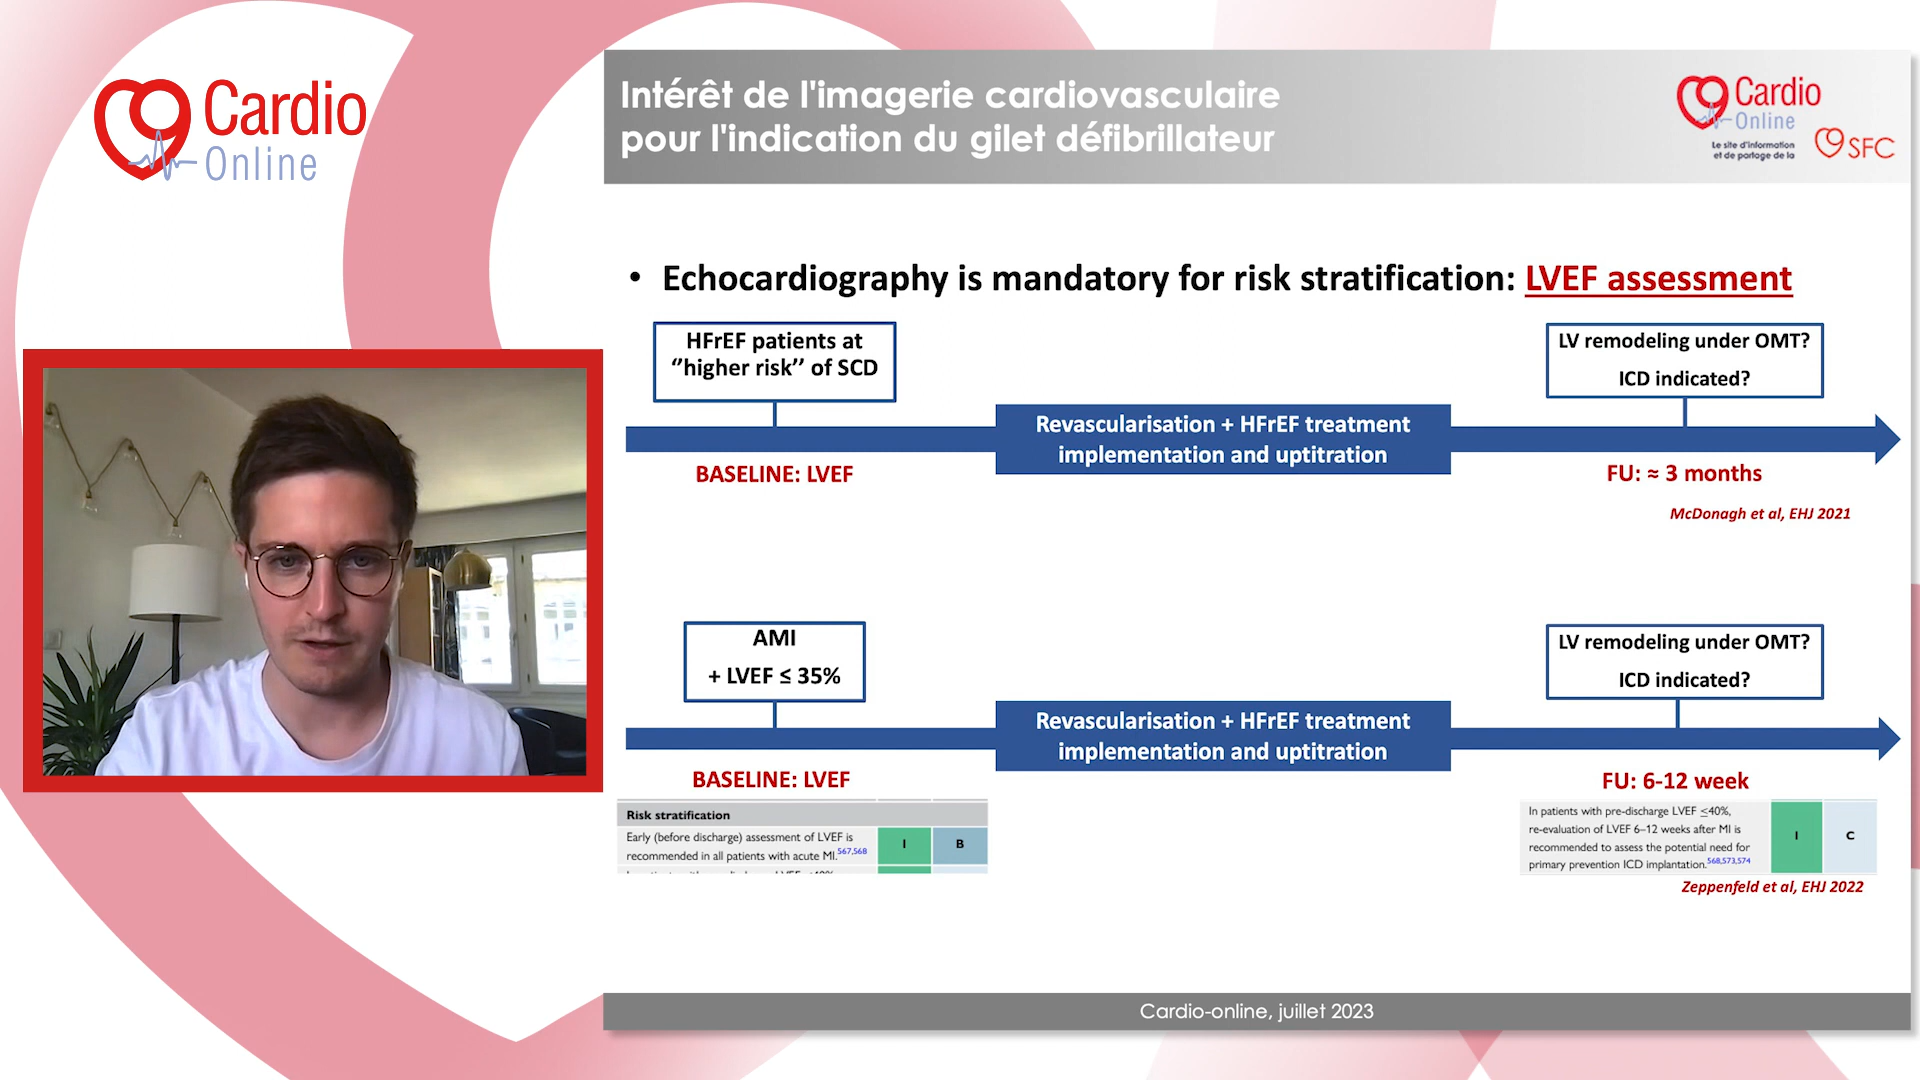 Cardio
Online
Intérêt de l'imagerie cardiovasculaire
pour l'indication du gilet défibrillateur
Cardio
Online
Le site d'information
et de partage de la
SFC
• Echocardiography is mandatory for risk stratification: LVEF assessment
HFrEF patients at
‘’higher risk’’ of SCD
LV remodeling under OMT?
ICD indicated?
Revascularisation + HFrEF treatment
implementation and uptitration
BASELINE: LVEF
FU: ≈ 3 months
McDonagh et al, EHJ 2021
AMI
+ LVEF ≤ 35%
LV remodeling under OMT?
ICD indicated?
Revascularisation + HFrEF treatment
implementation and uptitration
BASELINE: LVEF
FU: 6-12 week
Risk stratification
Early (before discharge) assessment of LVEF is
recommended in all patients with acute MI.567,568
I
B
In patients with pre-discharge LVEF ≤40%,
re-evaluation of LVEF 6–12 weeks after MI is
recommended to assess the potential need for
primary prevention ICD implantation.568,573,574
I
C
Zeppenfeld et al, EHJ 2022
Cardio-online, juillet 2023